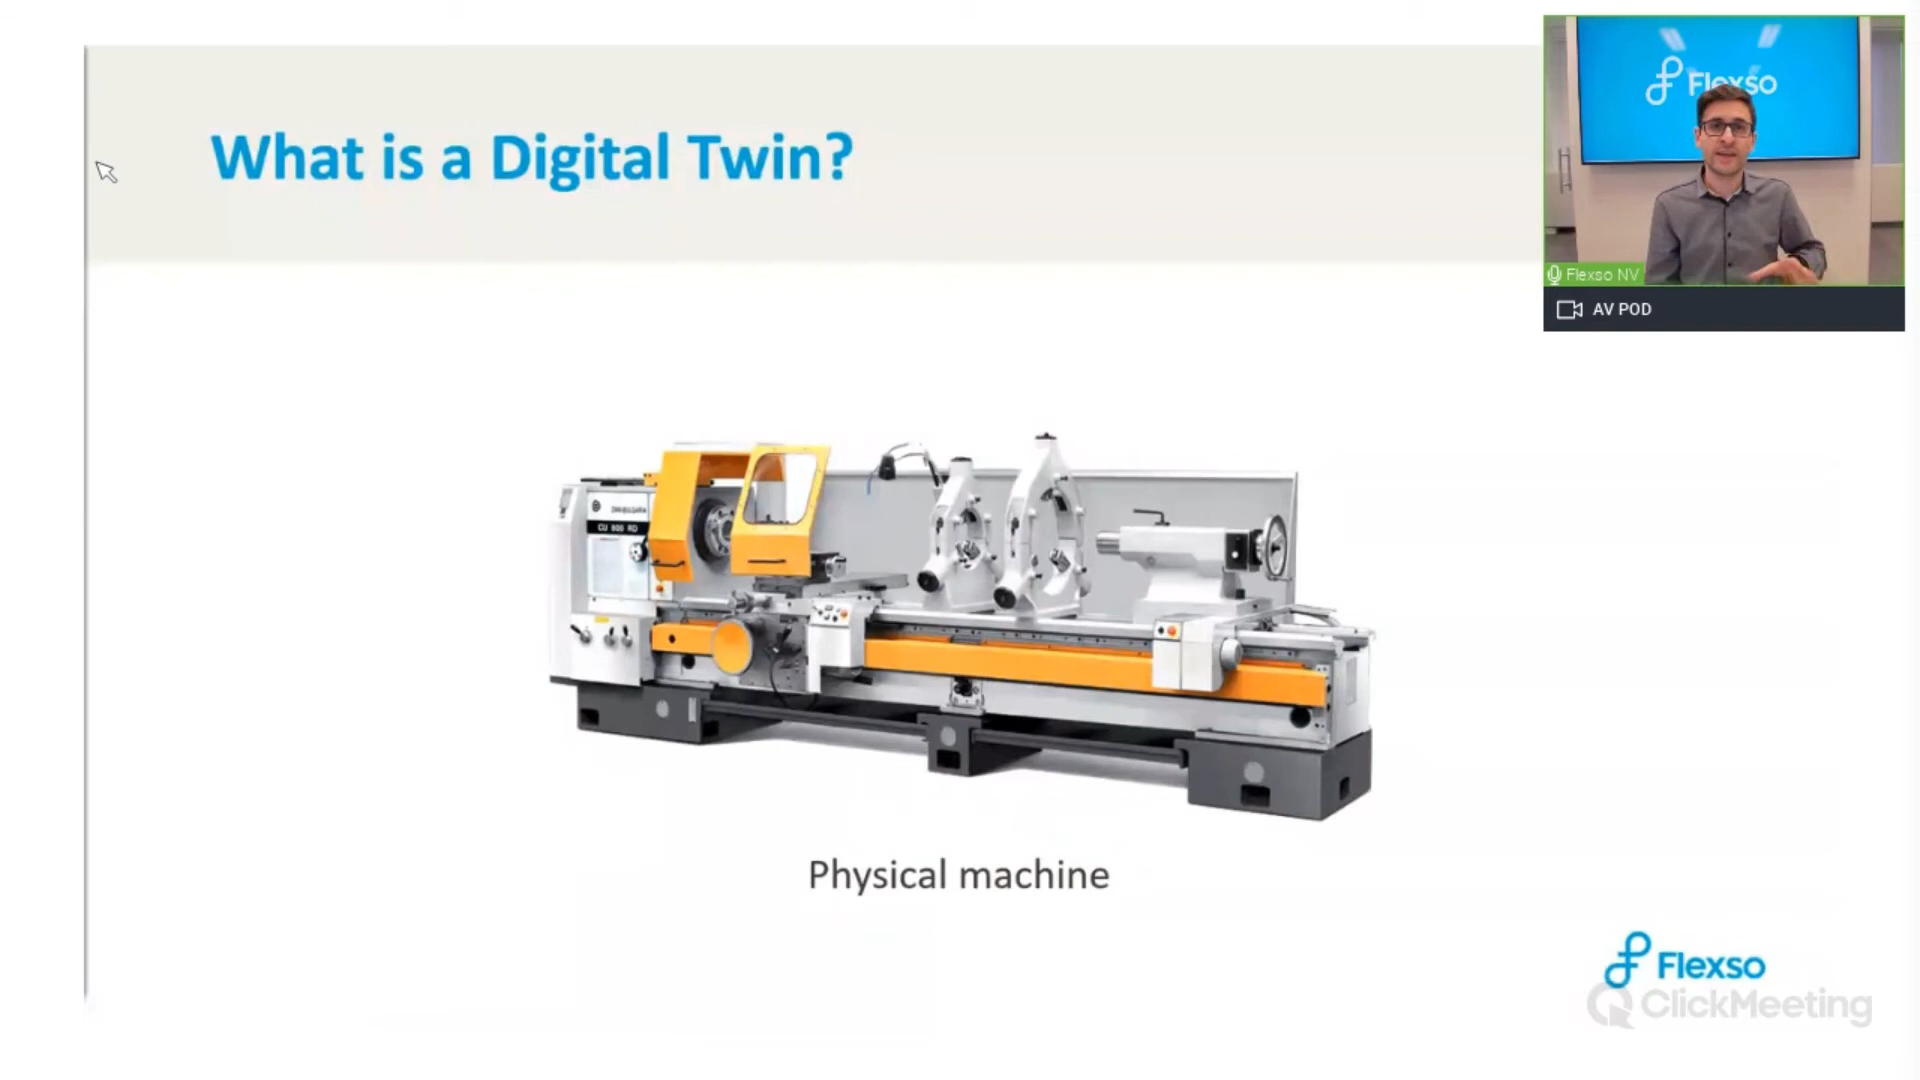 What is a Digital Twin?
Flexso
Flexso NV
AV POD
CU 800 RD
Physical machine
Flexso
ClickMeeting